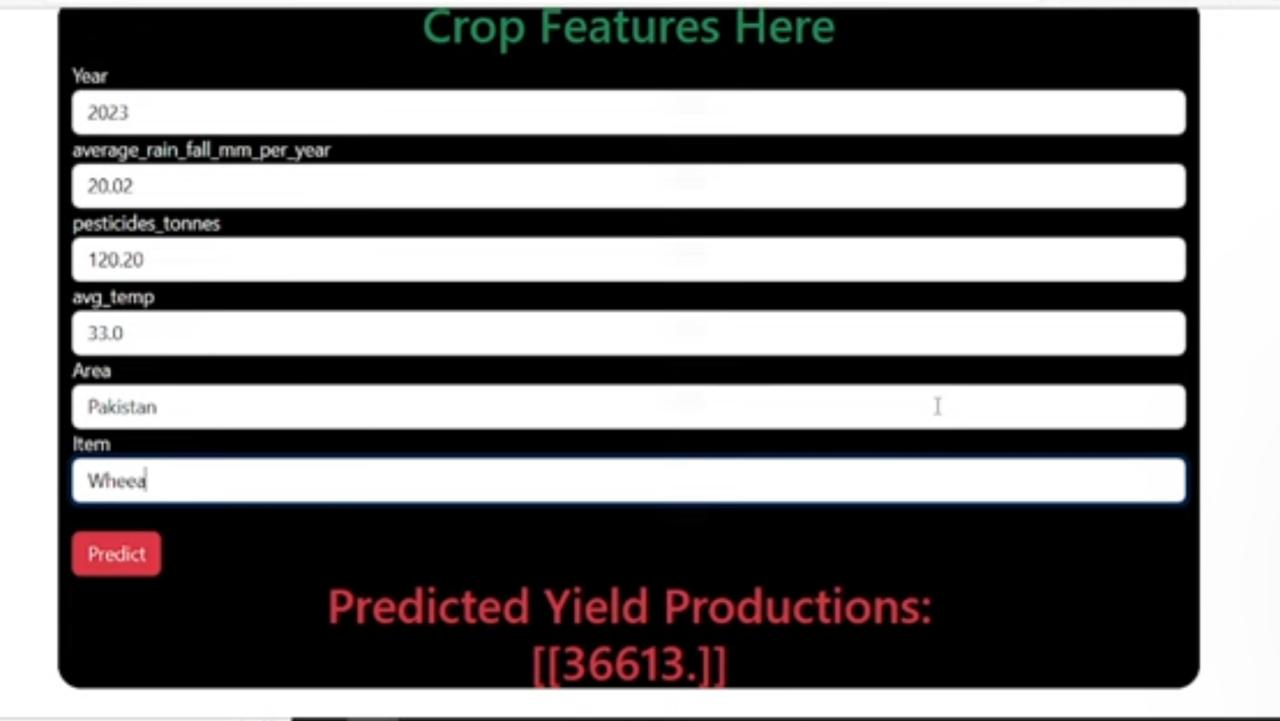 Crop Features Here
Year
2023
average_rain_fall_mm_per_year
20.02
pesticides_tonnes
120.20
avg_temp
33.0
Area
Pakistan
Item
Wheea
Predict
Predicted Yield Productions:
[[36613.]]